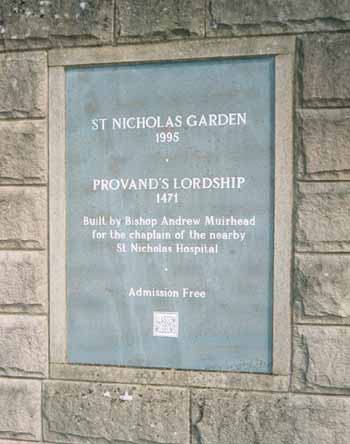 ST NICHOLAS GARDEN
1995
PROVAND'S LORDSHIP
1471
Built by Bishop Andrew Muirhead
for the chaplain of the nearby
St Nicholas Hospital
Admission Free